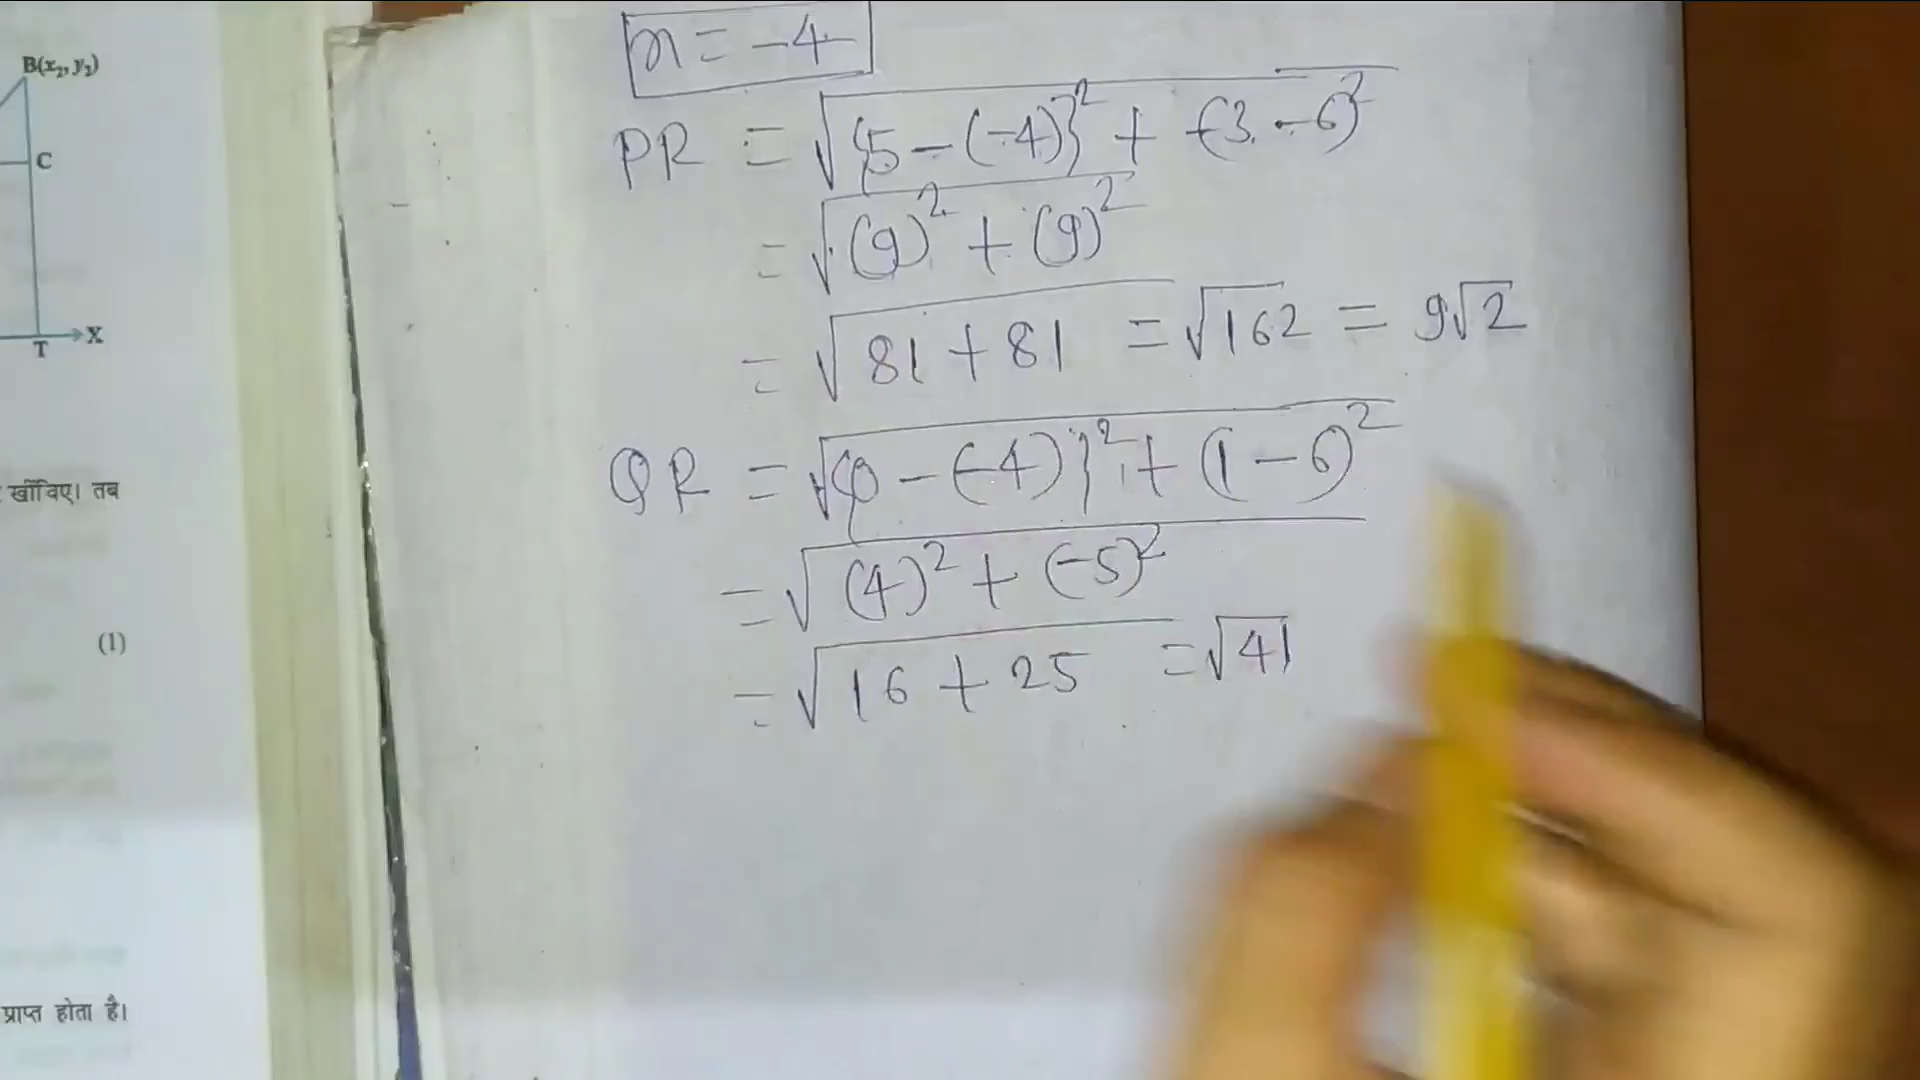 B(x₂, y₂)
C
X
T
खींचिए। तब
(1)
प्राप्त होता है।
x = -4
PR = √{5-(-4)}² + (-3-6)²
= √(9)² + (9)²
= √81+81 = √162 = 9√2
QR = √{0-(-4)}² + (1-6)²
= √(4)² + (-5)²
= √16+25 = √41